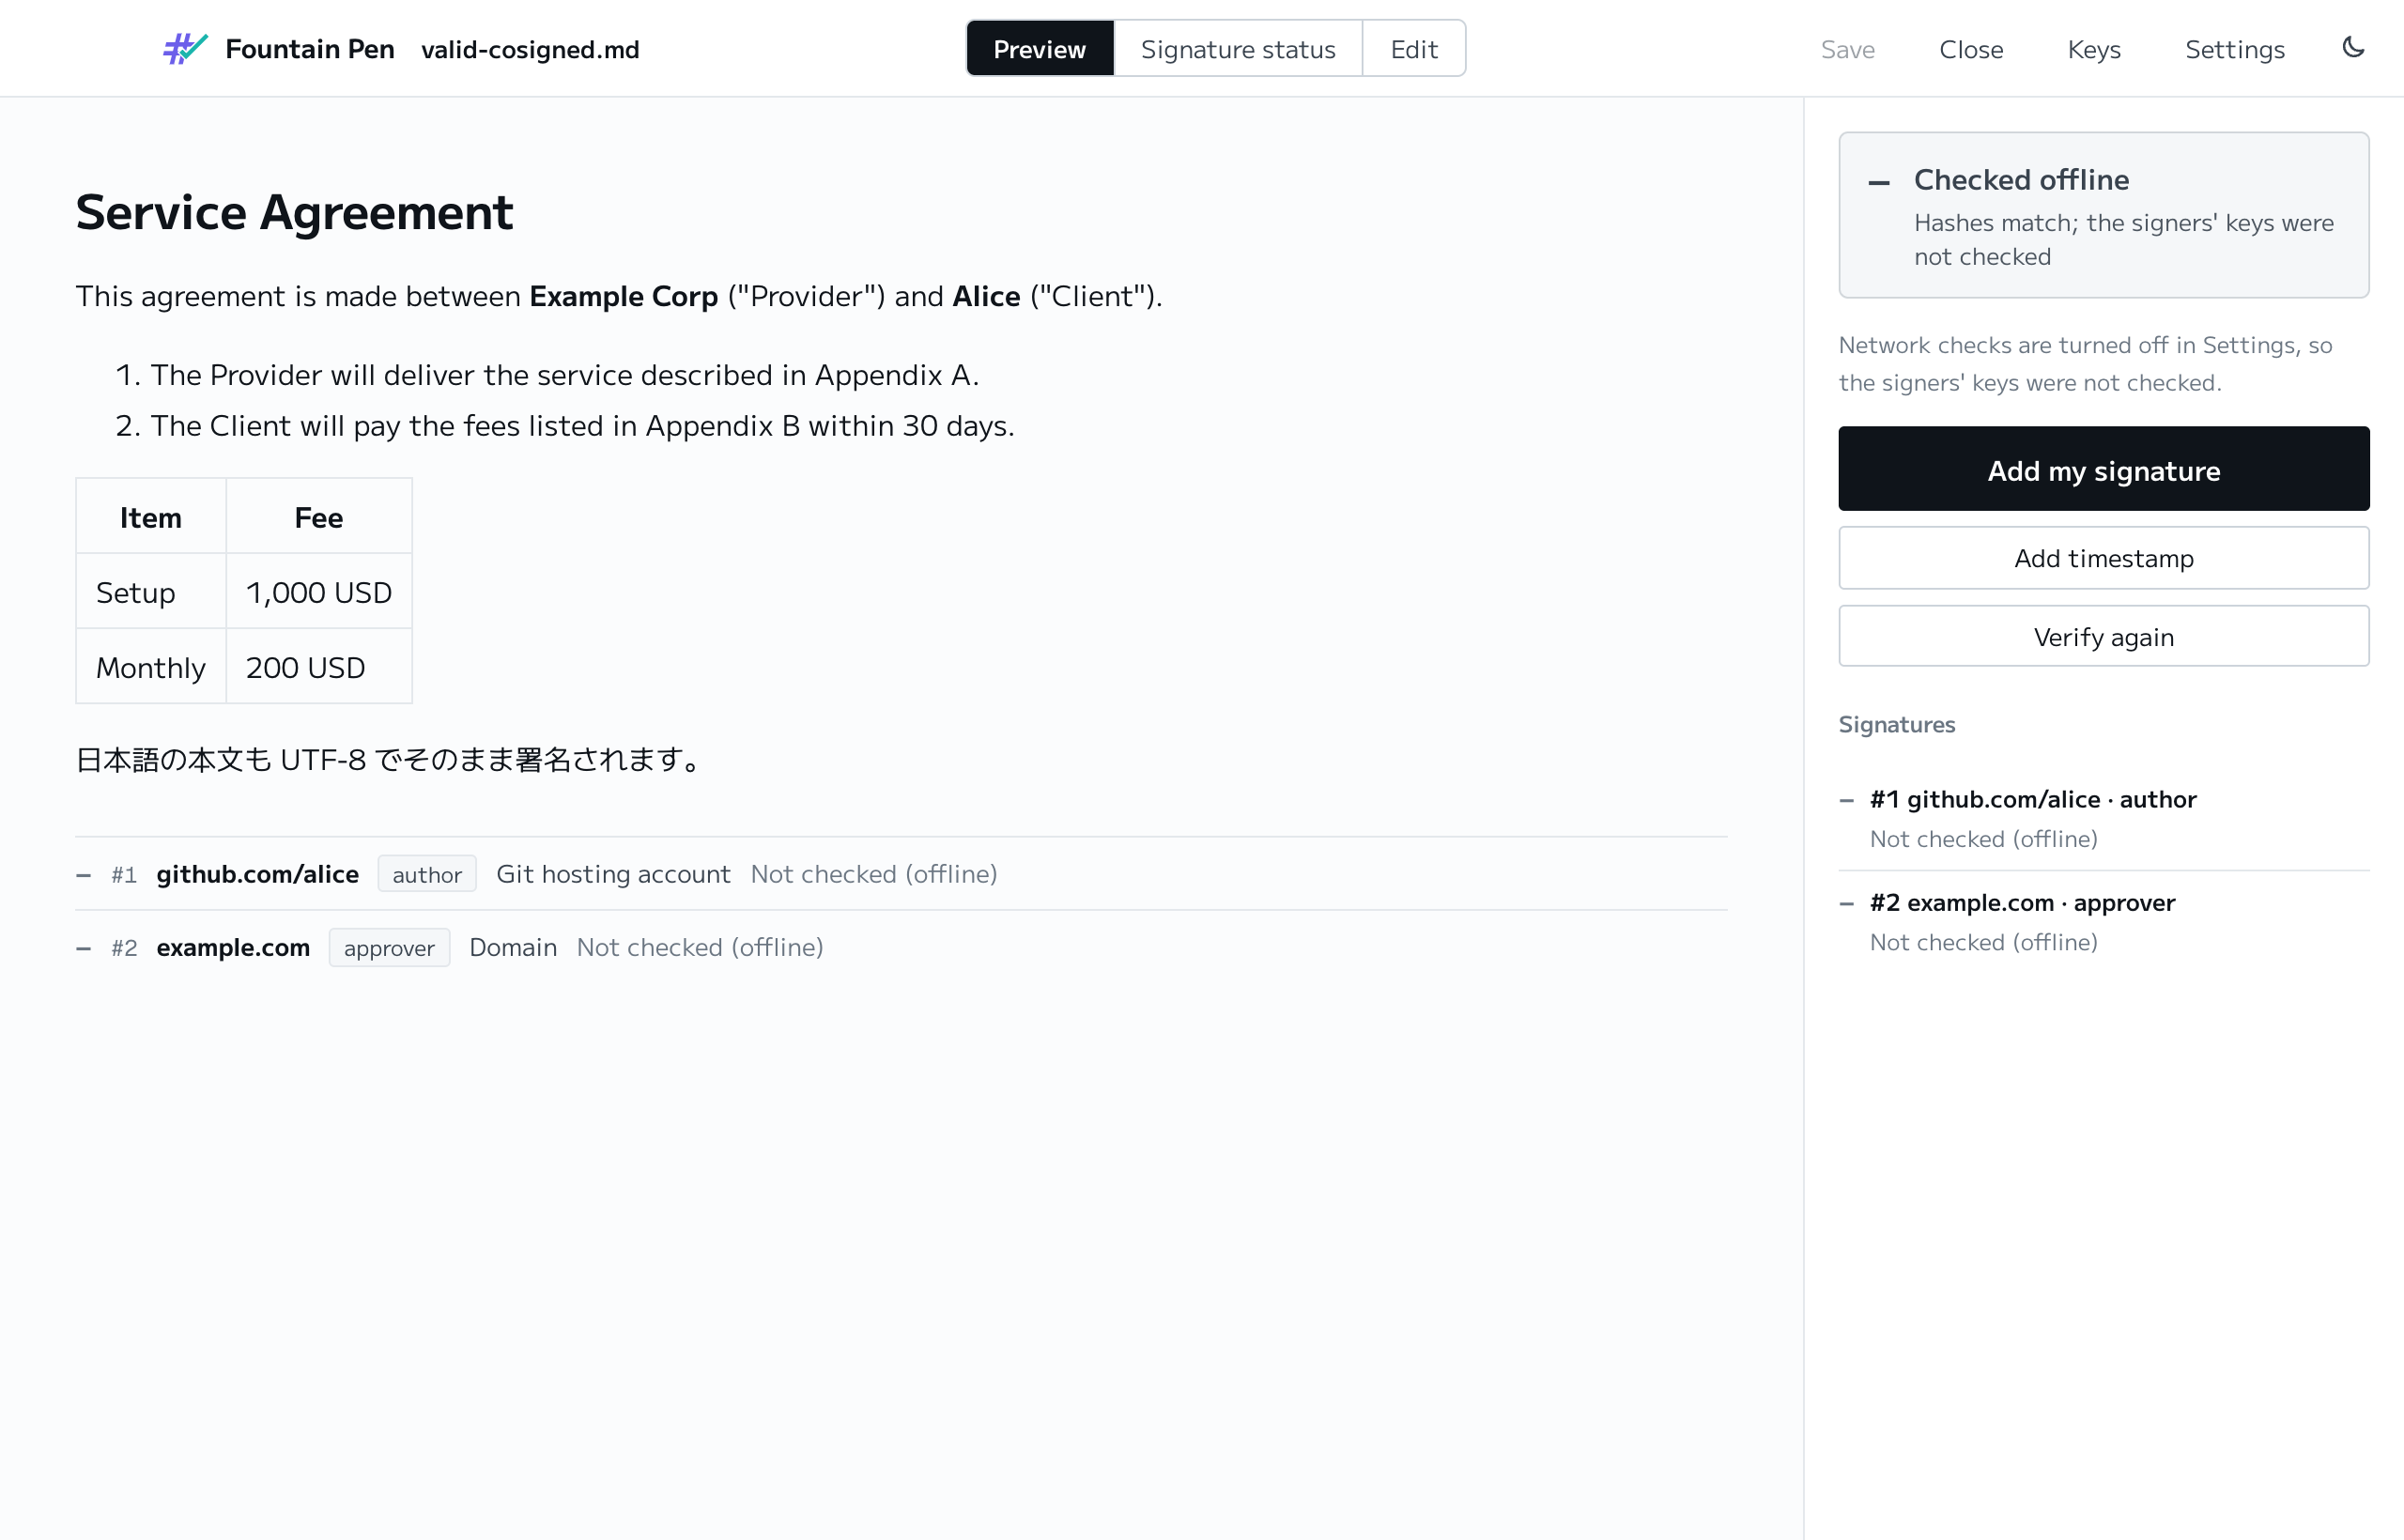 Fountain Pen valid-cosigned.md
Preview Signature status Edit
Save Close Keys Settings
Service Agreement
This agreement is made between Example Corp ("Provider") and Alice ("Client").
1. The Provider will deliver the service described in Appendix A.
2. The Client will pay the fees listed in Appendix B within 30 days.
Item Fee
Setup 1,000 USD
Monthly 200 USD
日本語の本文も UTF-8 でそのまま署名されます。
– #1 github.com/alice author Git hosting account Not checked (offline)
– #2 example.com approver Domain Not checked (offline)
– Checked offline
Hashes match; the signers' keys were
not checked
Network checks are turned off in Settings, so
the signers' keys were not checked.
Add my signature
Add timestamp
Verify again
Signatures
– #1 github.com/alice · author
Not checked (offline)
– #2 example.com · approver
Not checked (offline)